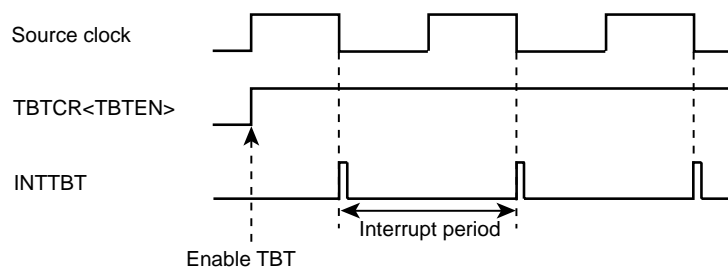 Source clock
TBTCR<TBTEN>
INTTBT
Interrupt period
Enable TBT